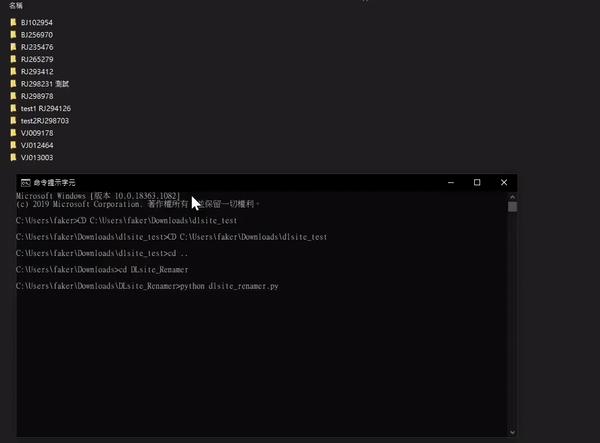 名稱
BJ102954
BJ256970
RJ235476
RJ265279
RJ293412
RJ298231 測試
RJ298978
test1 RJ294126
test2RJ298703
VJ009178
VJ012464
VJ013003
命令提示字元
Microsoft Windows [版本 10.0.18363.1082]
(c) 2019 Microsoft Corporation. 著作權所有 並保留一切權利。
C:\Users\faker>CD C:\Users\faker\Downloads\dlsite_test
C:\Users\faker\Downloads\dlsite_test>CD C:\Users\faker\Downloads\dlsite_test
C:\Users\faker\Downloads\dlsite_test>cd ..
C:\Users\faker\Downloads>cd DLsite_Renamer
C:\Users\faker\Downloads\DLsite_Renamer>python dlsite_renamer.py